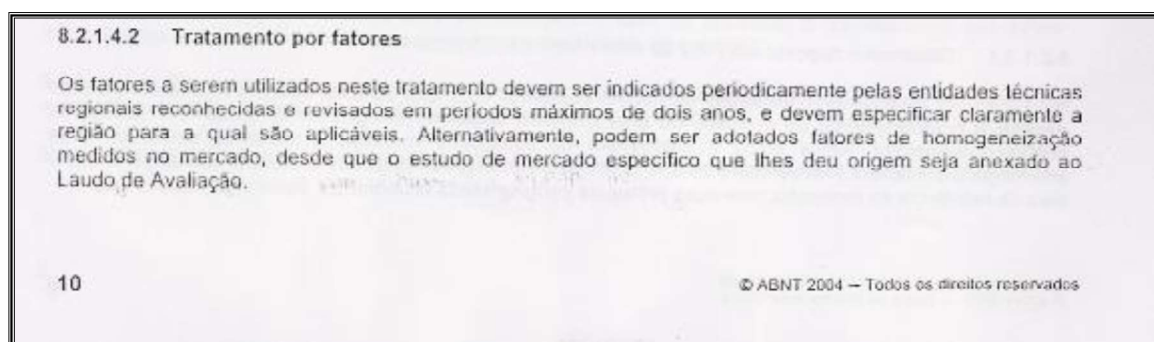 8.2.1.4.2 Tratamento por fatores
Os fatores a serem utilizados neste tratamento devem ser indicados periodicamente pelas entidades técnicas
regionais reconhecidas e revisados em períodos máximos de dois anos, e devem especificar claramente a
região para a qual são aplicáveis. Alternativamente, podem ser adotados fatores de homogeneização
medidos no mercado, desde que o estudo de mercado específico que lhes deu origem seja anexado ao
Laudo de Avaliação.
10
© ABNT 2004 – Todos os direitos reservados